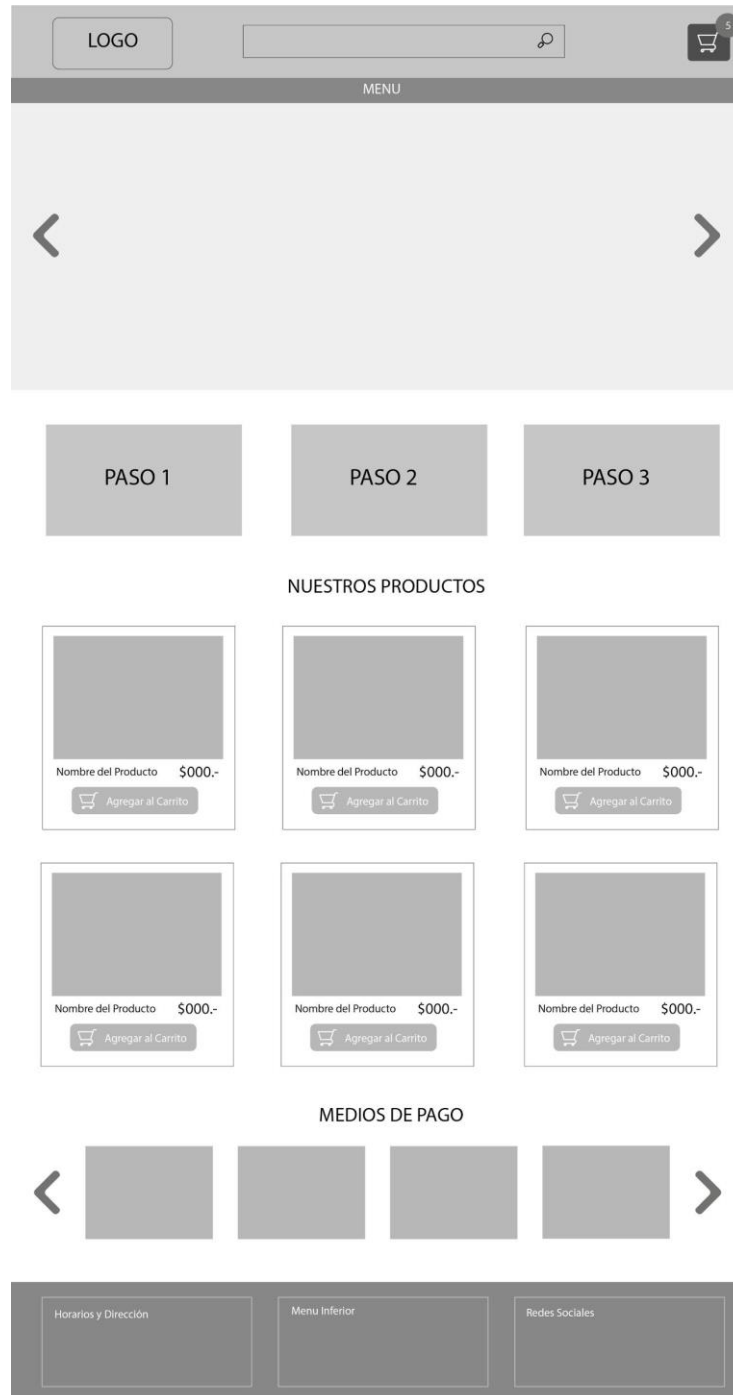 LOGO
5
MENU
PASO 1
PASO 2
PASO 3
NUESTROS PRODUCTOS
Nombre del Producto $000.-
Agregar al Carrito
Nombre del Producto $000.-
Agregar al Carrito
Nombre del Producto $000.-
Agregar al Carrito
Nombre del Producto $000.-
Agregar al Carrito
Nombre del Producto $000.-
Agregar al Carrito
Nombre del Producto $000.-
Agregar al Carrito
MEDIOS DE PAGO
Horarios y Dirección
Menu Inferior
Redes Sociales